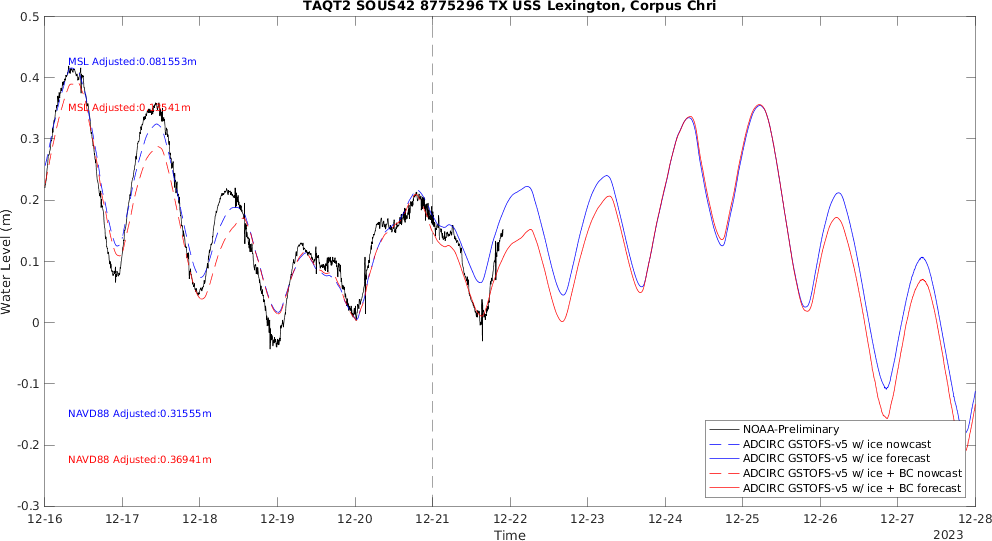 TAQT2 SOUS42 8775296 TX USS Lexington, Corpus Chri
0.5
0.4
0.3
0.2
0.1
0
-0.1
-0.2
-0.3
Water Level (m)
MSL Adjusted:0.081553m
MSL
NAVD88 Adjusted:0.31555m
NAVD88 Adjusted:0.36941m
NOAA-Preliminary
ADCIRC GSTOFS-v5 w/ ice nowcast
ADCIRC GSTOFS-v5 w/ ice forecast
ADCIRC GSTOFS-v5 w/ ice + BC nowcast
ADCIRC GSTOFS-v5 w/ ice + BC forecast
12-16 12-17 12-18 12-19 12-20 12-21 12-22 12-23 12-24 12-25 12-26 12-27 12-28
Time
2023